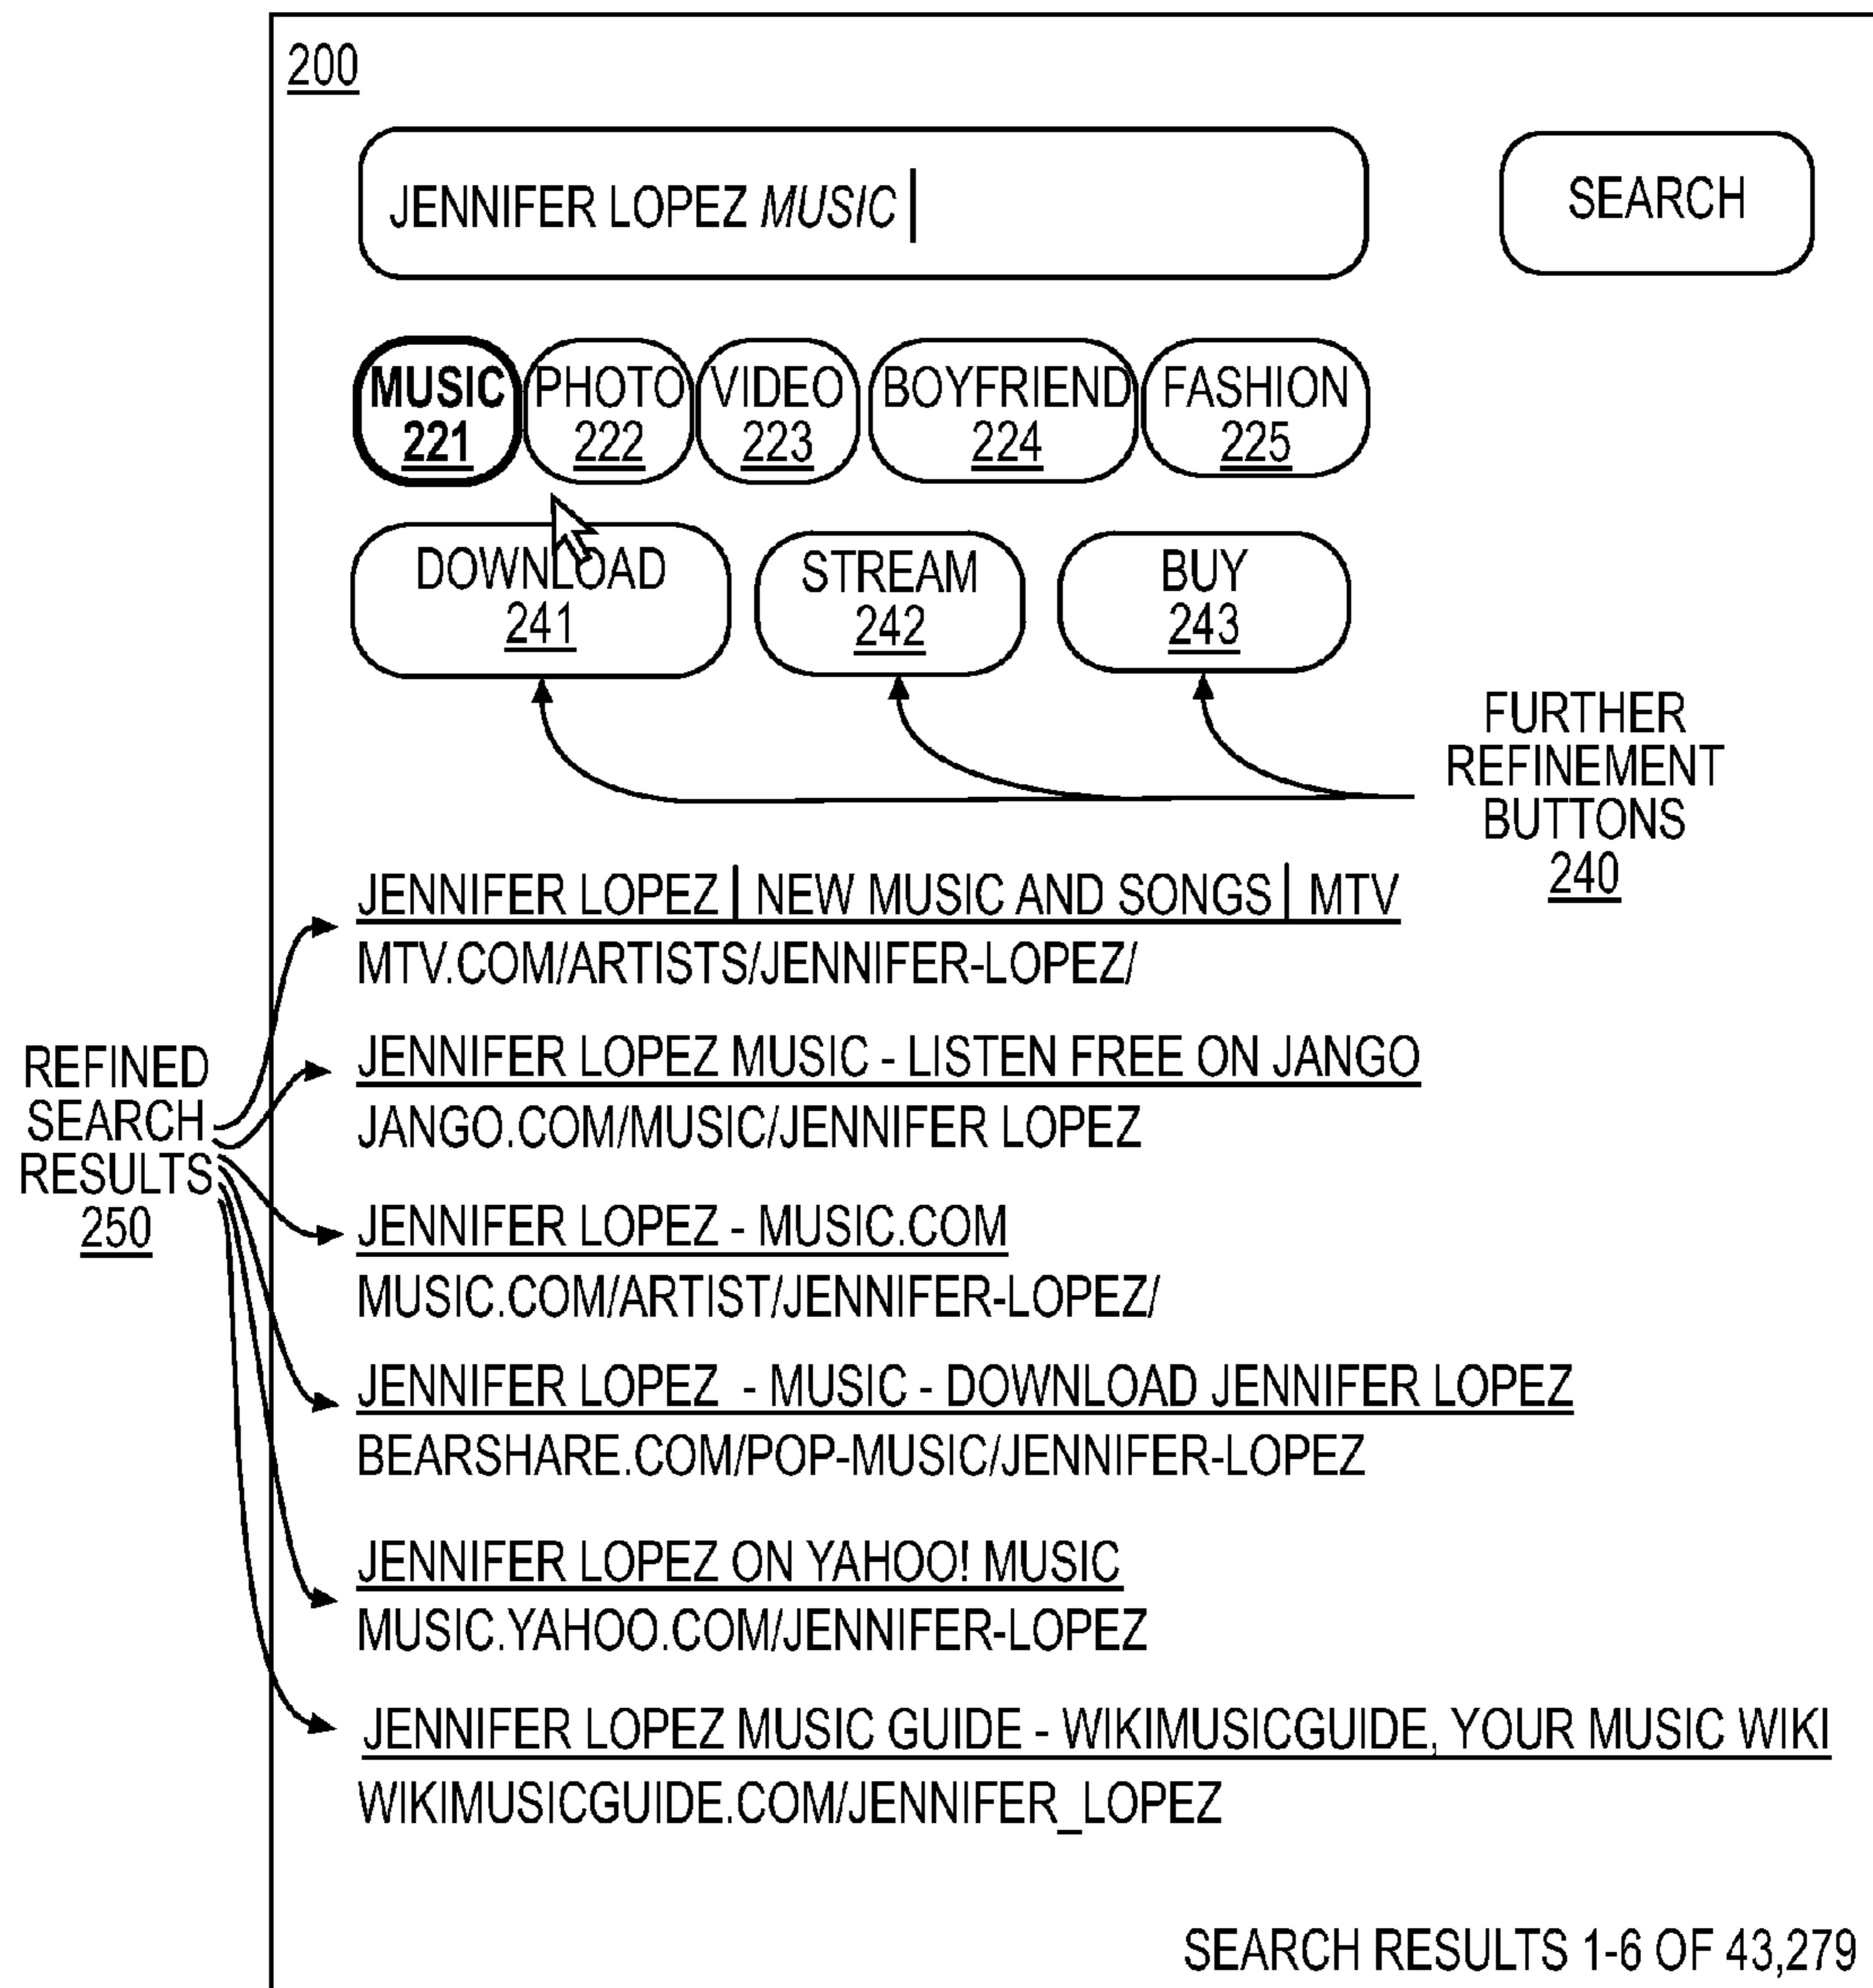 200
JENNIFER LOPEZ MUSIC
SEARCH
MUSIC PHOTO VIDEO BOYFRIEND FASHION
221 222 223 224 225
DOWNLOAD STREAM BUY
241 242 243
FURTHER
REFINEMENT
BUTTONS
240
JENNIFER LOPEZ | NEW MUSIC AND SONGS | MTV
MTV.COM/ARTISTS/JENNIFER-LOPEZ/
REFINED
SEARCH
RESULTS
250
JENNIFER LOPEZ MUSIC - LISTEN FREE ON JANGO
JANGO.COM/MUSIC/JENNIFER LOPEZ
JENNIFER LOPEZ - MUSIC.COM
MUSIC.COM/ARTIST/JENNIFER-LOPEZ/
JENNIFER LOPEZ - MUSIC - DOWNLOAD JENNIFER LOPEZ
BEARSHARE.COM/POP-MUSIC/JENNIFER-LOPEZ
JENNIFER LOPEZ ON YAHOO! MUSIC
MUSIC.YAHOO.COM/JENNIFER-LOPEZ
JENNIFER LOPEZ MUSIC GUIDE - WIKIMUSICGUIDE, YOUR MUSIC WIKI
WIKIMUSICGUIDE.COM/JENNIFER_LOPEZ
SEARCH RESULTS 1-6 OF 43,279